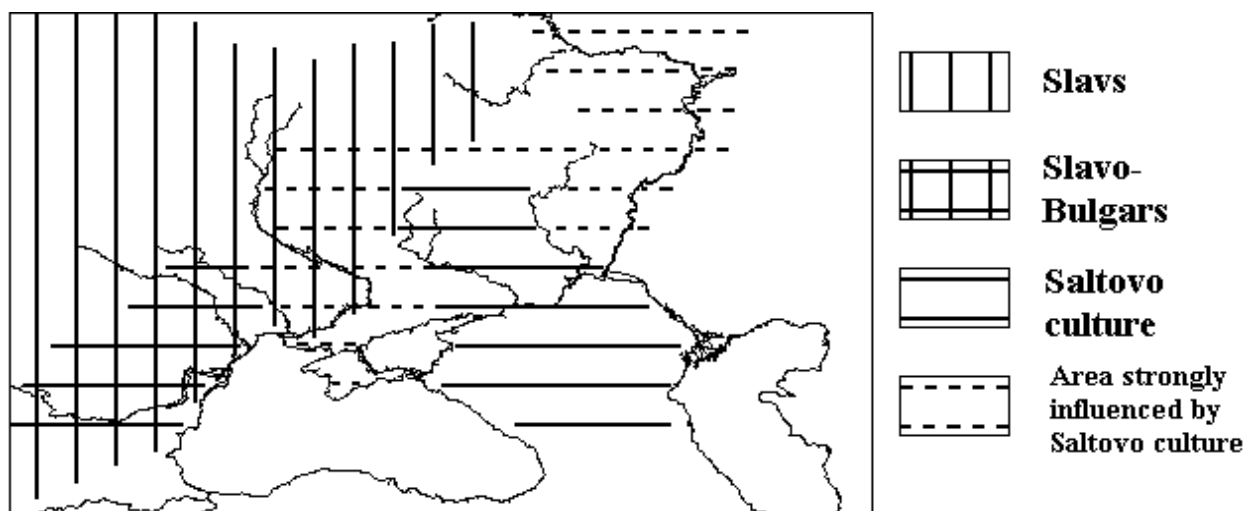 Slavs
Slavo-
Bulgars
Saltovo
culture
Area strongly
influenced by
Saltovo culture